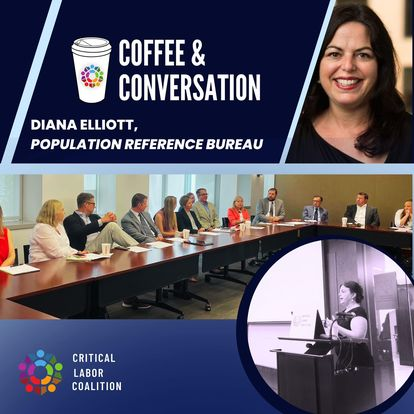 COFFEE &
CONVERSATION
DIANA ELLIOTT,
POPULATION REFERENCE BUREAU
CRITICAL
LABOR
COALITION